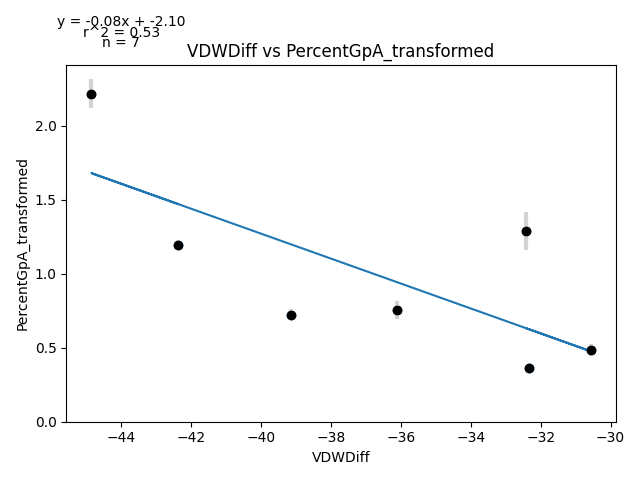 y = -0.08x + -2.10
r^2 = 0.53
n = 7
VDWDiff vs PercentGpA_transformed
PercentGpA_transformed
2.0
1.5
1.0
0.5
0.0
−44 −42 −40 −38 −36 −34 −32 −30
VDWDiff